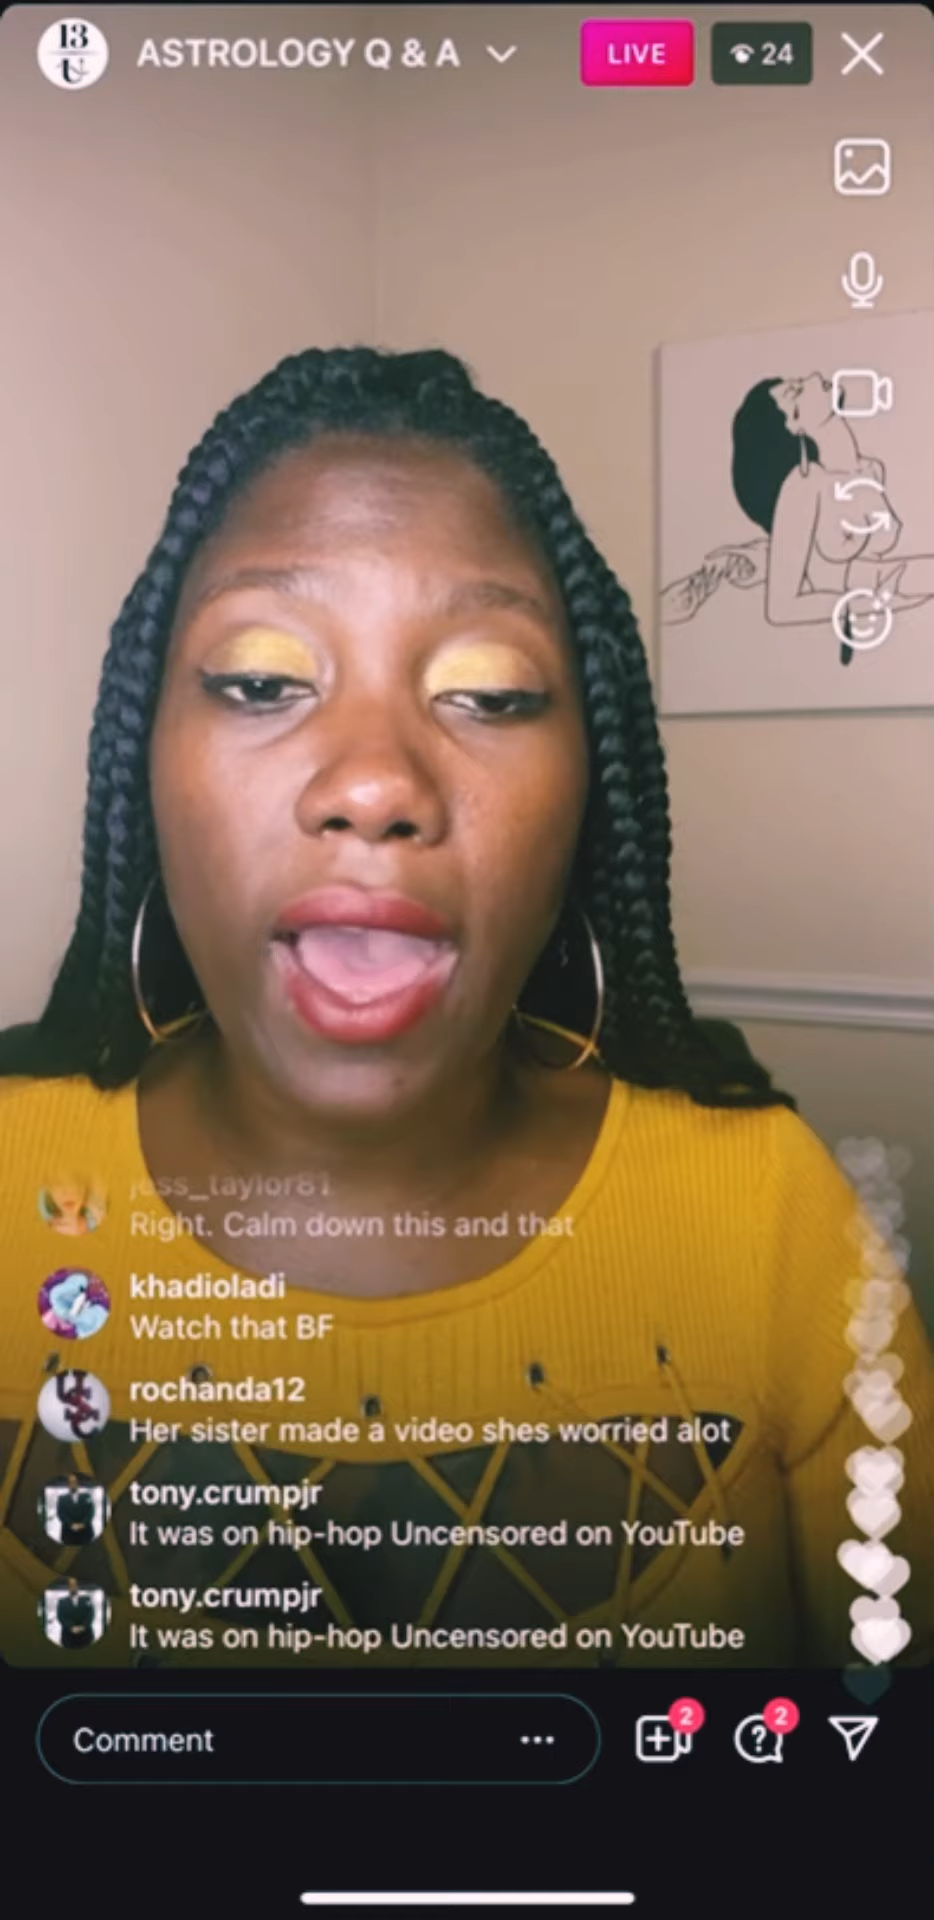 13
U
ASTROLOGY Q & A
LIVE
24
jess_taylor81
Right. Calm down this and that
khadioladi
Watch that BF
rochanda12
Her sister made a video shes worried alot
tony.crumpjr
It was on hip-hop Uncensored on YouTube
tony.crumpjr
It was on hip-hop Uncensored on YouTube
Comment
2
2